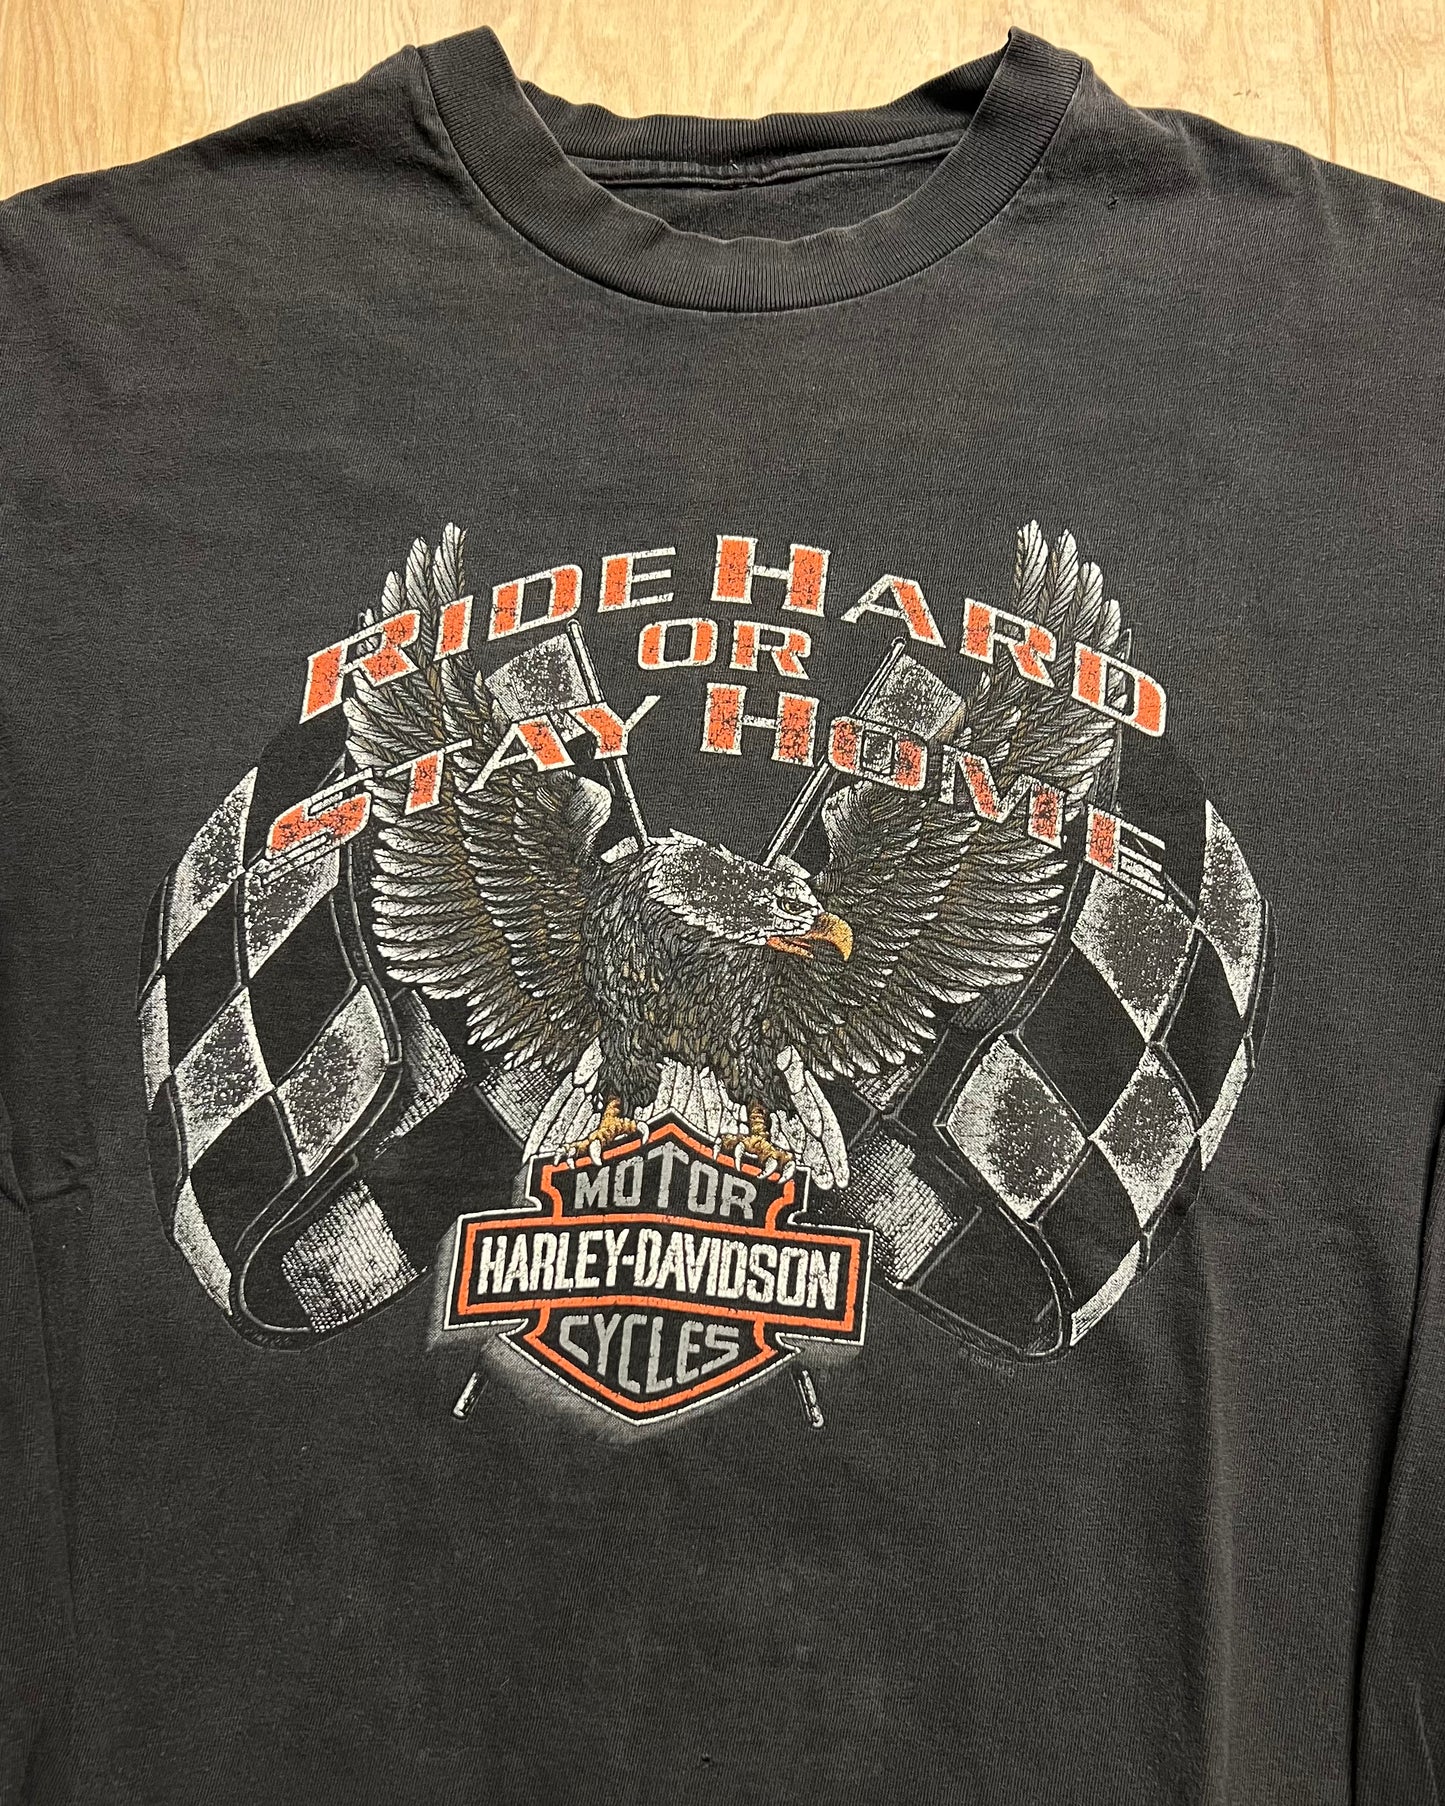 RIDE HARD
OR
STAY HOME
MOTOR
HARLEY-DAVIDSON
CYCLES